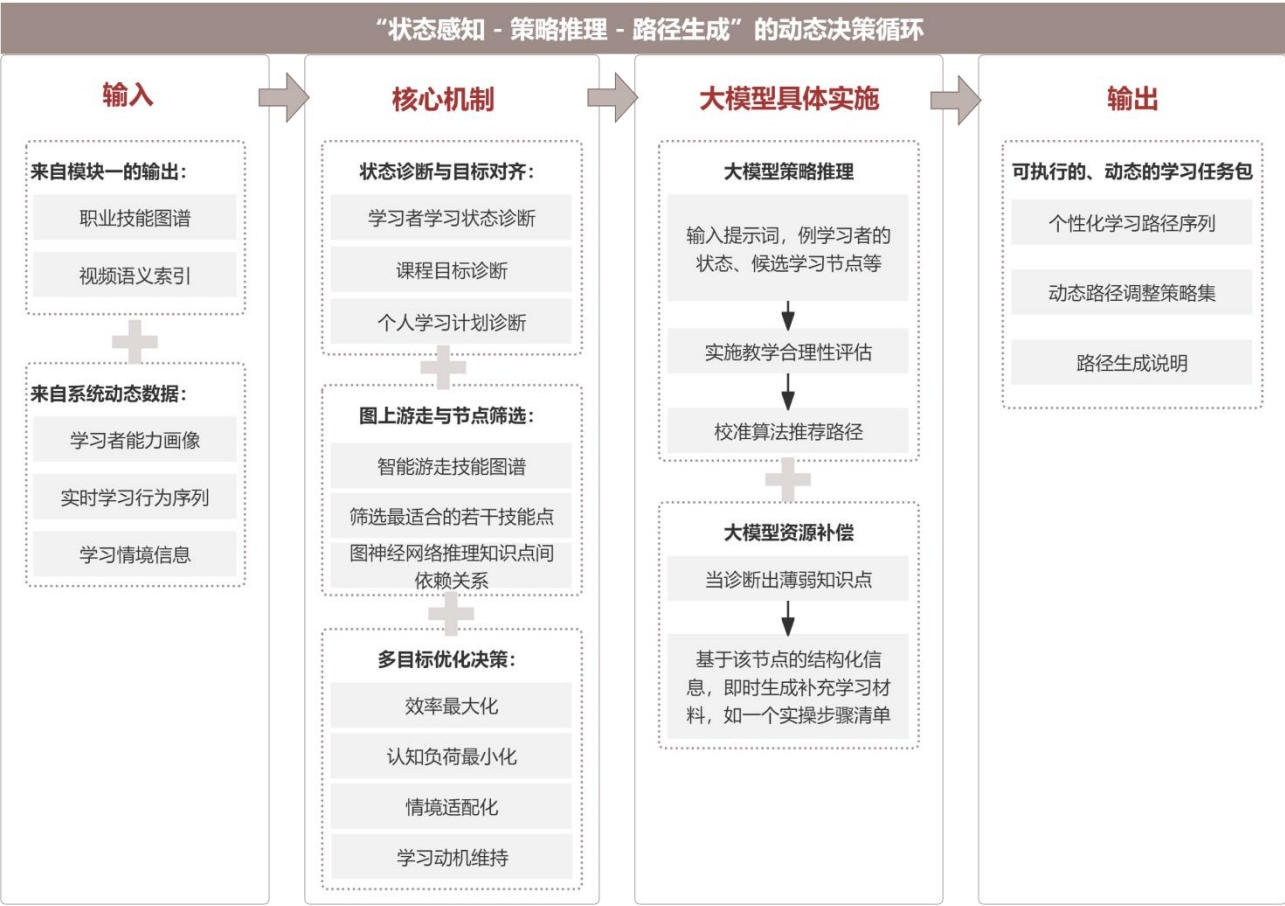 “状态感知 - 策略推理 - 路径生成”的动态决策循环
输入
来自模块一的输出：
职业技能图谱
视频语义索引
来自系统动态数据：
学习者能力画像
实时学习行为序列
学习情境信息
核心机制
状态诊断与目标对齐：
学习者学习状态诊断
课程目标诊断
个人学习计划诊断
图上游走与节点筛选：
智能游走技能图谱
筛选最适合的若干技能点
图神经网络推理知识点间
依赖关系
多目标优化决策：
效率最大化
认知负荷最小化
情境适配化
学习动机维持
大模型具体实施
大模型策略推理
输入提示词，例学习者的
状态、候选学习节点等
实施教学合理性评估
校准算法推荐路径
大模型资源补偿
当诊断出薄弱知识点
基于该节点的结构化信
息，即时生成补充学习材
料，如一个实操步骤清单
输出
可执行的、动态的学习任务包
个性化学习路径序列
动态路径调整策略集
路径生成说明